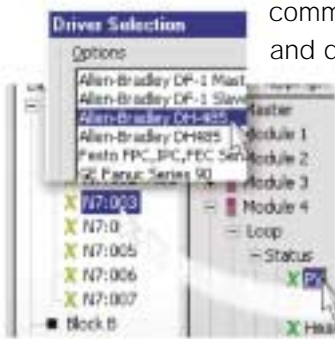 comm
and d
Driver Selection
Options
Allen-Bradley DF-1 Mast
Allen-Bradley DF-1 Slave
Allen-Bradley DH-485
Allen-Bradley DH485
Festo FPC,IPC,FEC Seri
GE Fanuc Series 90
Master
Module 1
Module 2
Module 3
Module 4
Loop
Status
N7:003
N7:0
N7:005
N7:006
N7:007
Block B